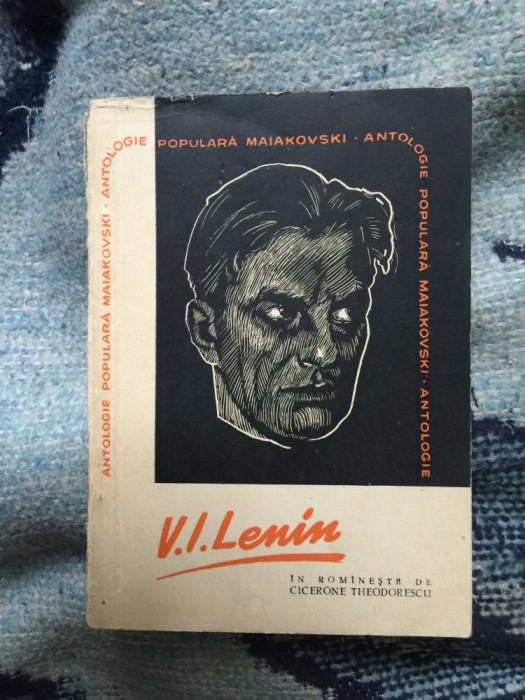 ANTOLOGIE POPULARĂ MAIAKOVSKI · ANTOLOGIE POPULARĂ MAIAKOVSKI · ANTOLOGIE POPULARĂ MAIAKOVSKI · ANTOLOGIE
V.I. Lenin
ÎN ROMÎNEȘTE DE
CICERONE THEODORESCU